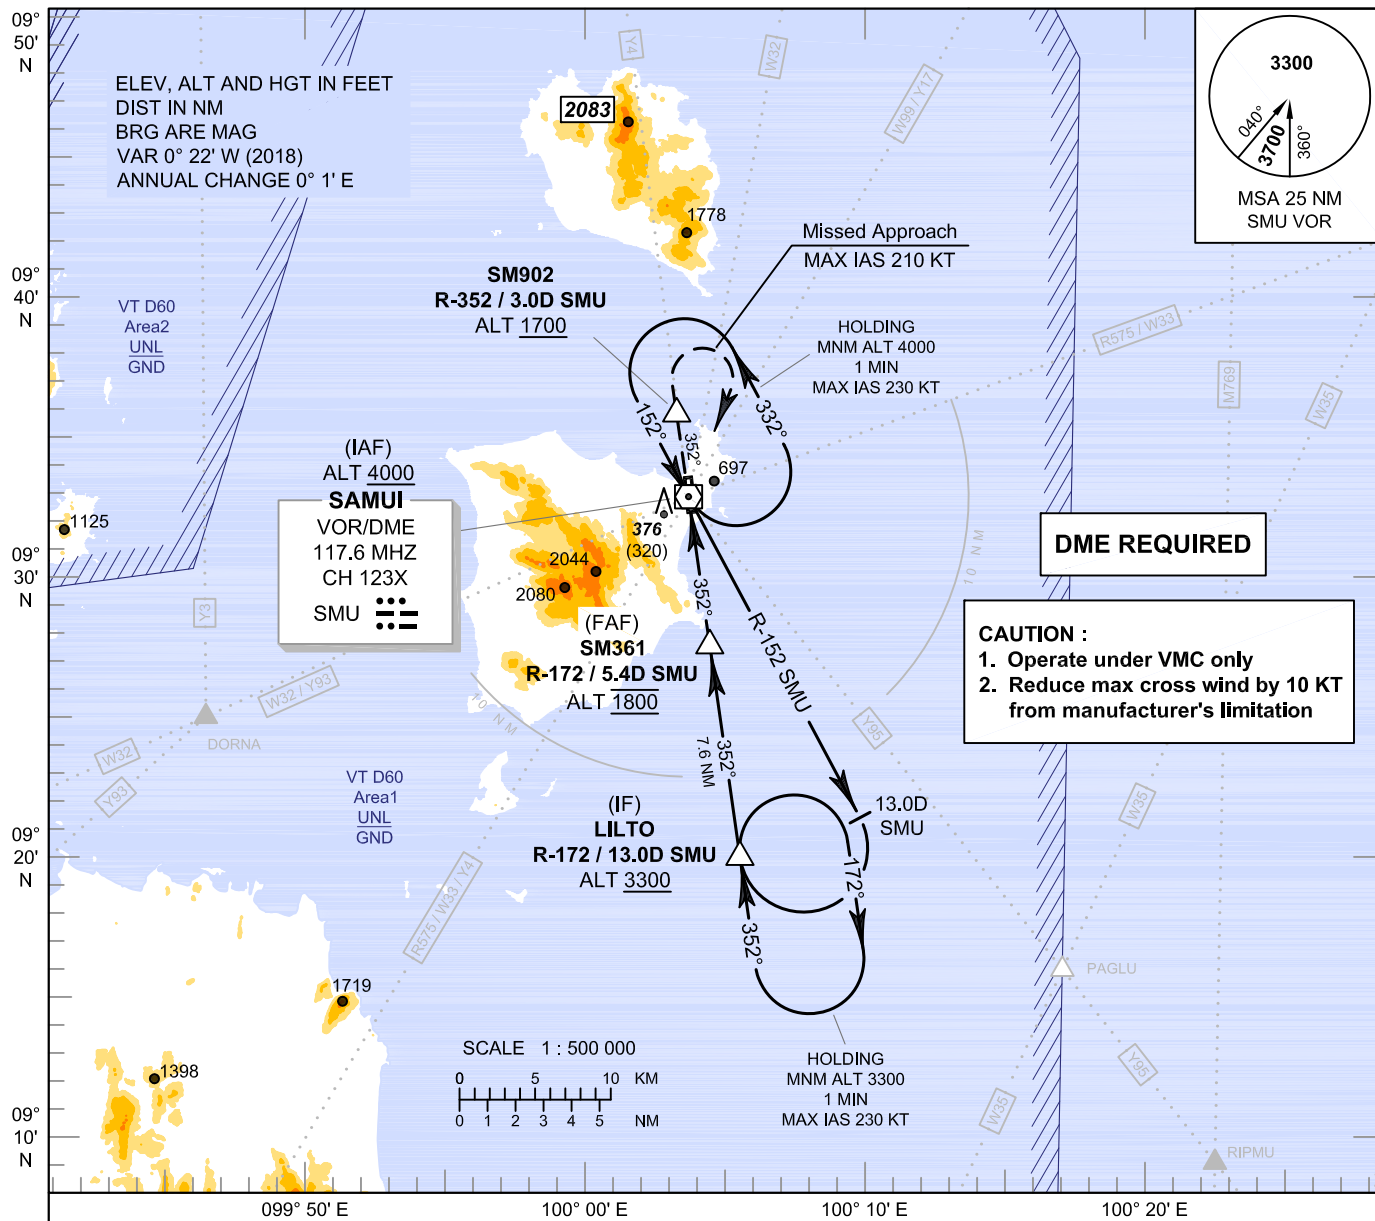 09°
50'
N
09°
40'
N
09°
30'
N
09°
20'
N
09°
10'
N
099° 50' E
100° 00' E
100° 10' E
100° 20' E
ELEV, ALT AND HGT IN FEET
DIST IN NM
BRG ARE MAG
VAR 0° 22' W (2018)
ANNUAL CHANGE 0° 1' E
3300
040°
3700
360°
MSA 25 NM
SMU VOR
Y4
W32
W99 / Y17
2083
1778
Missed Approach
MAX IAS 210 KT
SM902
R-352 / 3.0D SMU
ALT 1700
HOLDING
MNM ALT 4000
1 MIN
MAX IAS 230 KT
VT D60
Area2
UNL
GND
R575 / W33
M769
W35
152°
352°
332°
697
(IAF)
ALT 4000
SAMUI
VOR/DME
117.6 MHZ
CH 123X
SMU
1125
376
(320)
2044
2080
10 NM
DME REQUIRED
CAUTION :
1. Operate under VMC only
2. Reduce max cross wind by 10 KT
from manufacturer's limitation
Y3
352°
(FAF)
SM361
R-172 / 5.4D SMU
ALT 1800
R-152 SMU
W32 / Y93
10 NM
DORNA
W32
Y93
Y95
352°
7.6 NM
VT D60
Area1
UNL
GND
(IF)
LILTO
R-172 / 13.0D SMU
ALT 3300
13.0D
SMU
172°
352°
W35
R575 / W33 / Y4
PAGLU
1719
1398
SCALE 1 : 500 000
0 5 10 KM
0 1 2 3 4 5 NM
HOLDING
MNM ALT 3300
1 MIN
MAX IAS 230 KT
Y95
W35
RIPMU